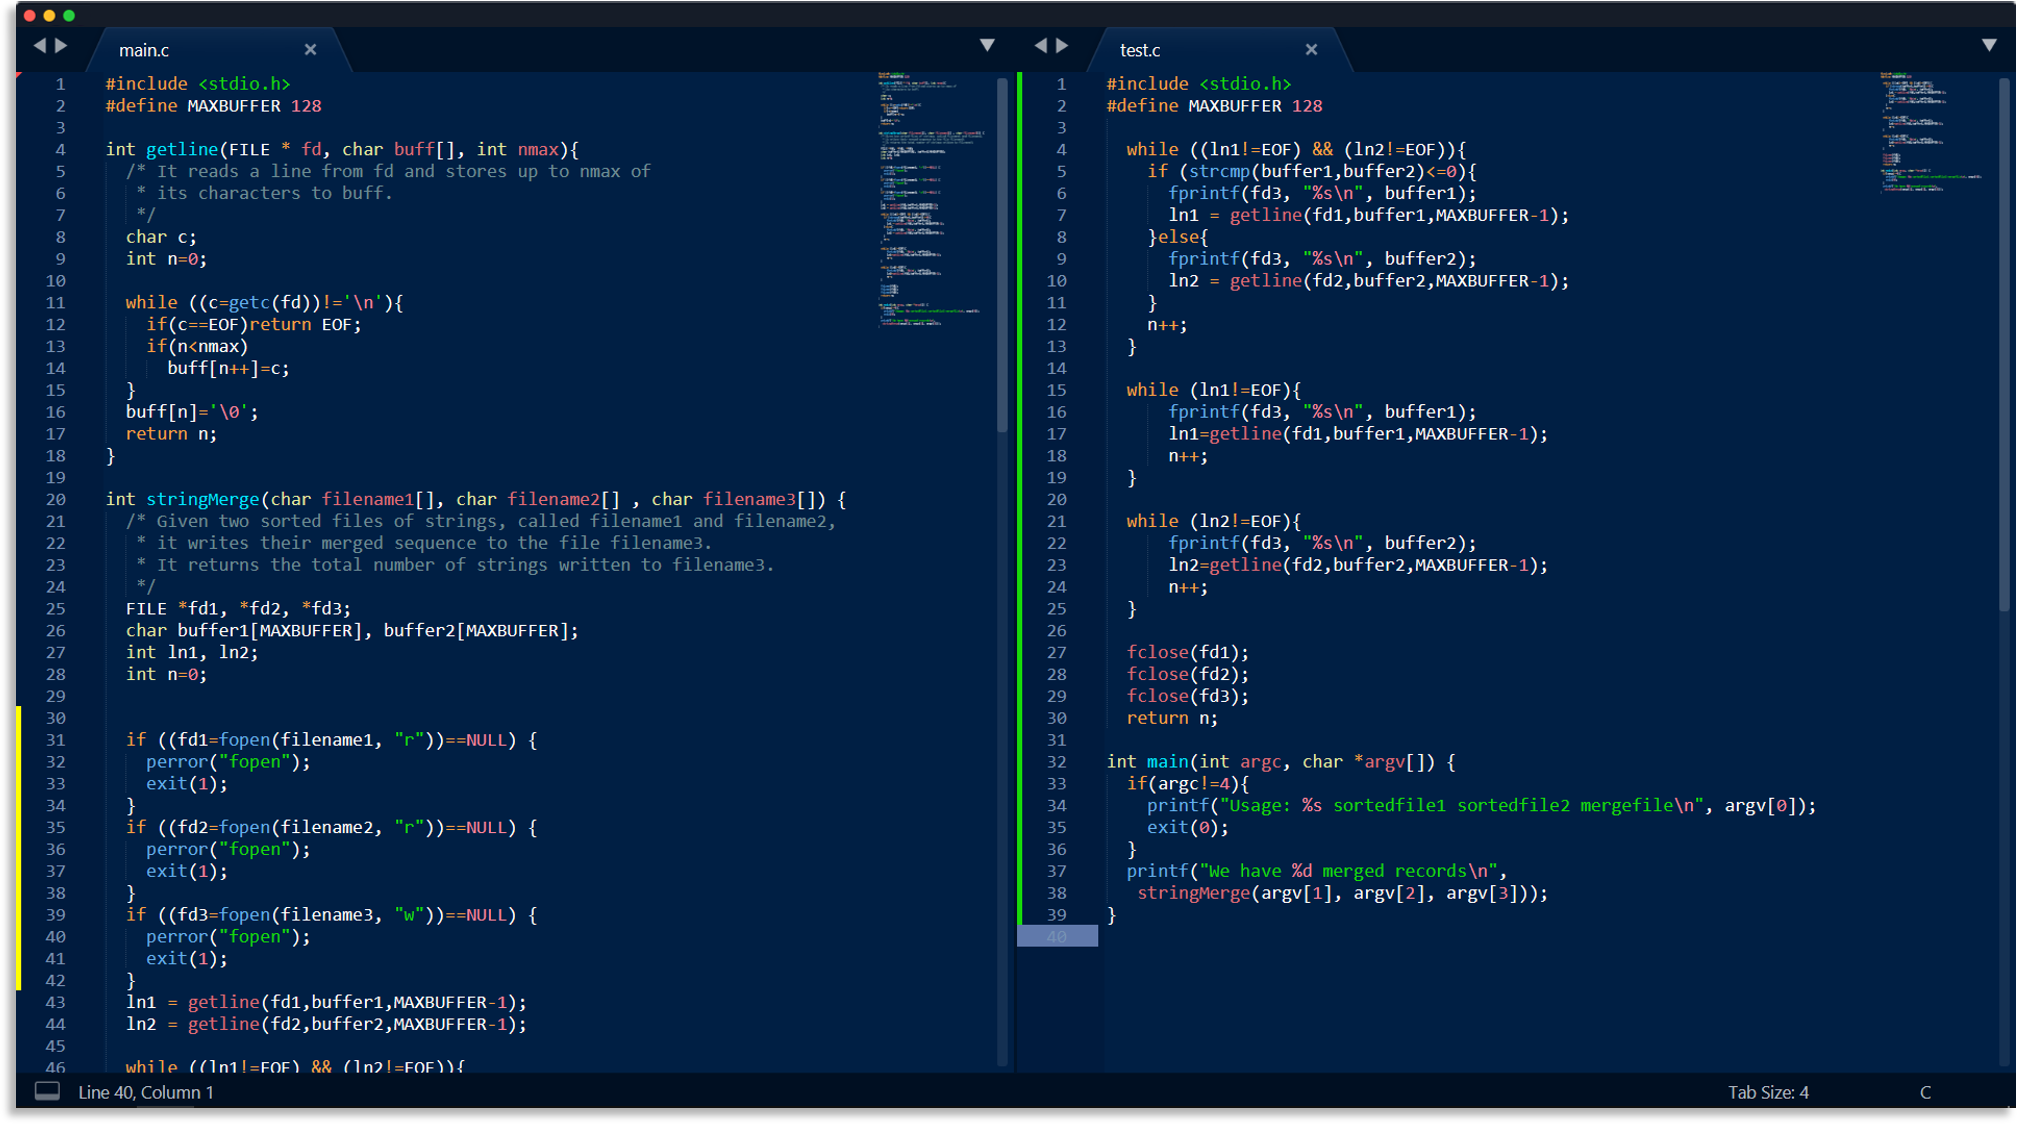 main.c
1 #include <stdio.h>
2 #define MAXBUFFER 128
3
4 int getline(FILE * fd, char buff[], int nmax){
5 /* It reads a line from fd and stores up to nmax of
6 * its characters to buff.
7 */
8 char c;
9 int n=0;
10
11 while ((c=getc(fd))!='\n'){
12 if(c==EOF)return EOF;
13 if(n<nmax)
14 buff[n++]=c;
15 }
16 buff[n]='\0';
17 return n;
18 }
19
20 int stringMerge(char filename1[], char filename2[] , char filename3[]) {
21 /* Given two sorted files of strings, called filename1 and filename2,
22 * it writes their merged sequence to the file filename3.
23 * It returns the total number of strings written to filename3.
24 */
25 FILE *fd1, *fd2, *fd3;
26 char buffer1[MAXBUFFER], buffer2[MAXBUFFER];
27 int ln1, ln2;
28 int n=0;
29
30
31 if ((fd1=fopen(filename1, "r"))==NULL) {
32 perror("fopen");
33 exit(1);
34 }
35 if ((fd2=fopen(filename2, "r"))==NULL) {
36 perror("fopen");
37 exit(1);
38 }
39 if ((fd3=fopen(filename3, "w"))==NULL) {
40 perror("fopen");
41 exit(1);
42 }
43 ln1 = getline(fd1,buffer1,MAXBUFFER-1);
44 ln2 = getline(fd2,buffer2,MAXBUFFER-1);
45
46 while ((ln1!=EOF) && (ln2!=EOF)){
test.c
1 #include <stdio.h>
2 #define MAXBUFFER 128
3
4 while ((ln1!=EOF) && (ln2!=EOF)){
5 if (strcmp(buffer1,buffer2)<=0){
6 fprintf(fd3, "%s\n", buffer1);
7 ln1 = getline(fd1,buffer1,MAXBUFFER-1);
8 }else{
9 fprintf(fd3, "%s\n", buffer2);
10 ln2 = getline(fd2,buffer2,MAXBUFFER-1);
11 }
12 n++;
13 }
14
15 while (ln1!=EOF){
16 fprintf(fd3, "%s\n", buffer1);
17 ln1=getline(fd1,buffer1,MAXBUFFER-1);
18 n++;
19 }
20
21 while (ln2!=EOF){
22 fprintf(fd3, "%s\n", buffer2);
23 ln2=getline(fd2,buffer2,MAXBUFFER-1);
24 n++;
25 }
26
27 fclose(fd1);
28 fclose(fd2);
29 fclose(fd3);
30 return n;
31
32 int main(int argc, char *argv[]) {
33 if(argc!=4){
34 printf("Usage: %s sortedfile1 sortedfile2 mergefile\n", argv[0]);
35 exit(0);
36 }
37 printf("We have %d merged records\n",
38 stringMerge(argv[1], argv[2], argv[3]));
39 }
40
Line 40, Column 1
Tab Size: 4
C